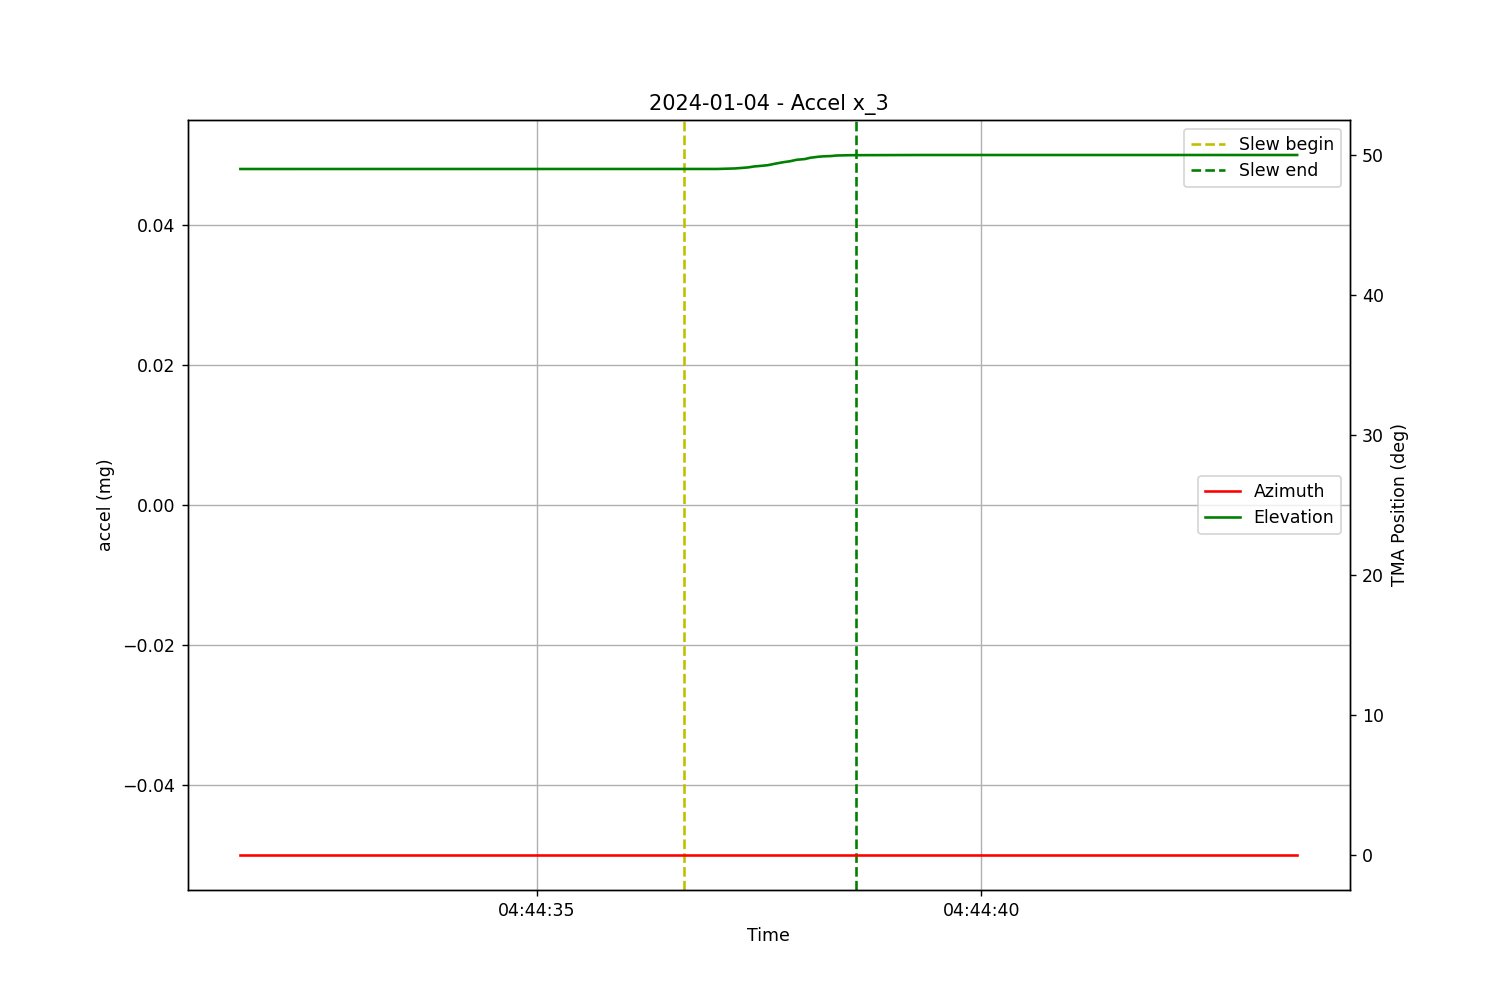 2024-01-04 - Accel x_3
Slew begin
Slew end
Azimuth
Elevation
accel (mg)
0.04
0.02
0.00
−0.02
−0.04
50
40
30
20
10
0
TMA Position (deg)
04:44:35
04:44:40
Time